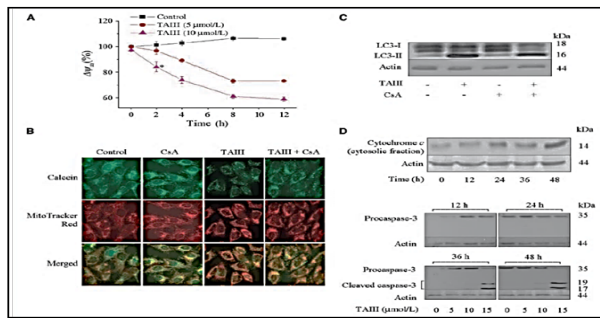 A
Control
TAIII (5 μmol/L)
TAIII (10 μmol/L)
100
80
60
40
20
0
Δψm(%)
0 2 4 6 8 10 12
Time (h)
B
Control CsA TAIII TAIII + CsA
Calcein
MitoTracker
Red
Merged
C
kDa
LC3-I 18
LC3-II 16
Actin 44
TAIII - + - +
CsA - - + +
D
kDa
Cytochrome c
(cytosolic fraction) 14
Actin 44
Time (h) 0 12 24 36 48
12 h 24 h kDa
Procaspase-3 35
Actin 44
36 h 48 h
Procaspase-3 35
Cleaved caspase-3 19
17
Actin 44
TAIII (μmol/L) 0 5 10 15 0 5 10 15